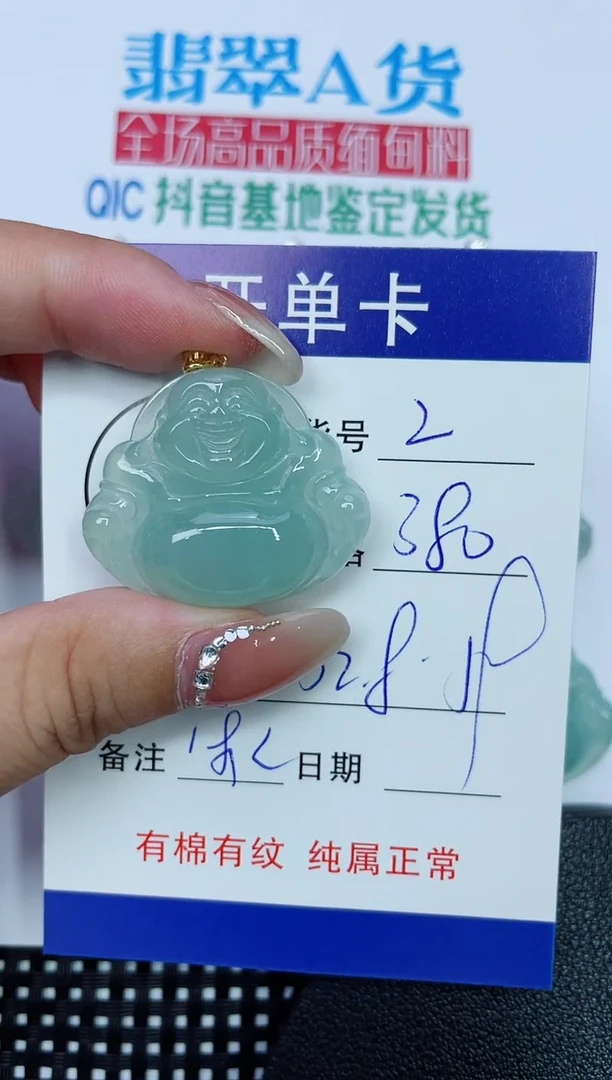 翡翠A货
全场高品质缅甸料
QIC 抖音基地鉴定发货
开单卡
货号 2
380
备注
日期
有棉有纹 纯属正常